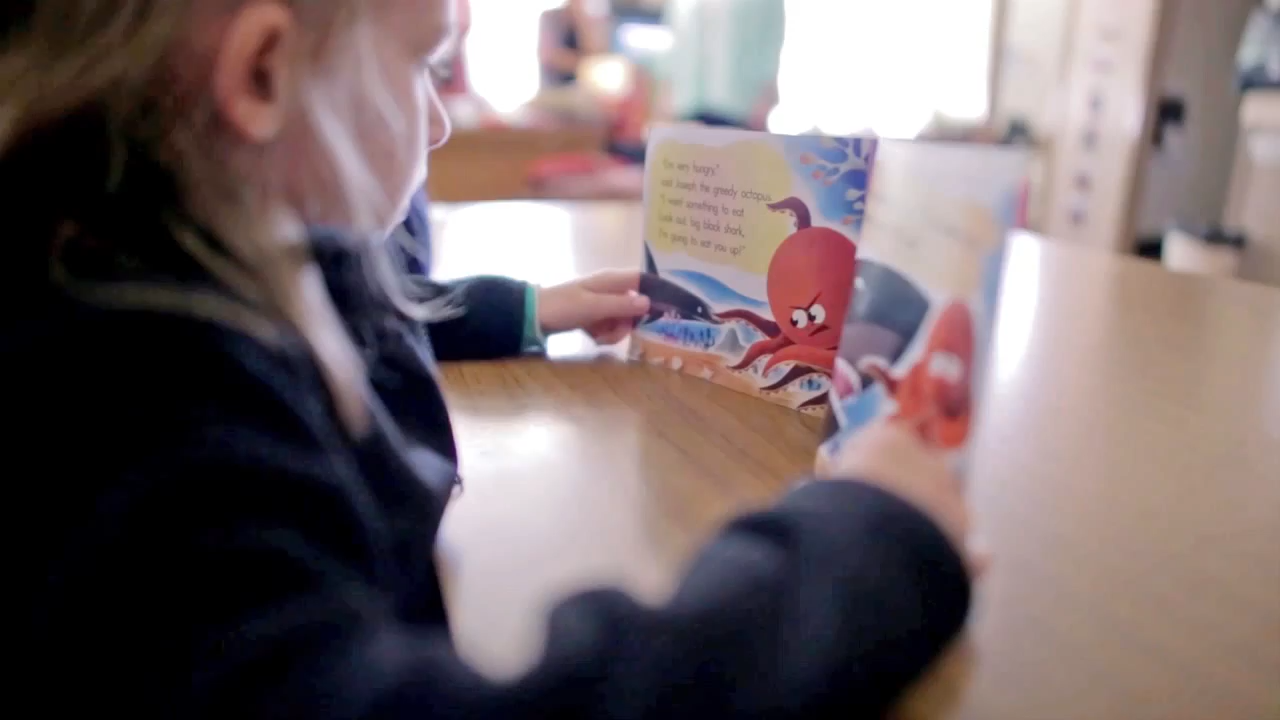 "I'm very hungry,"
said Joseph the greedy octopus.
"I want something to eat
Look out, big black shark,
I'm going to eat you up!"